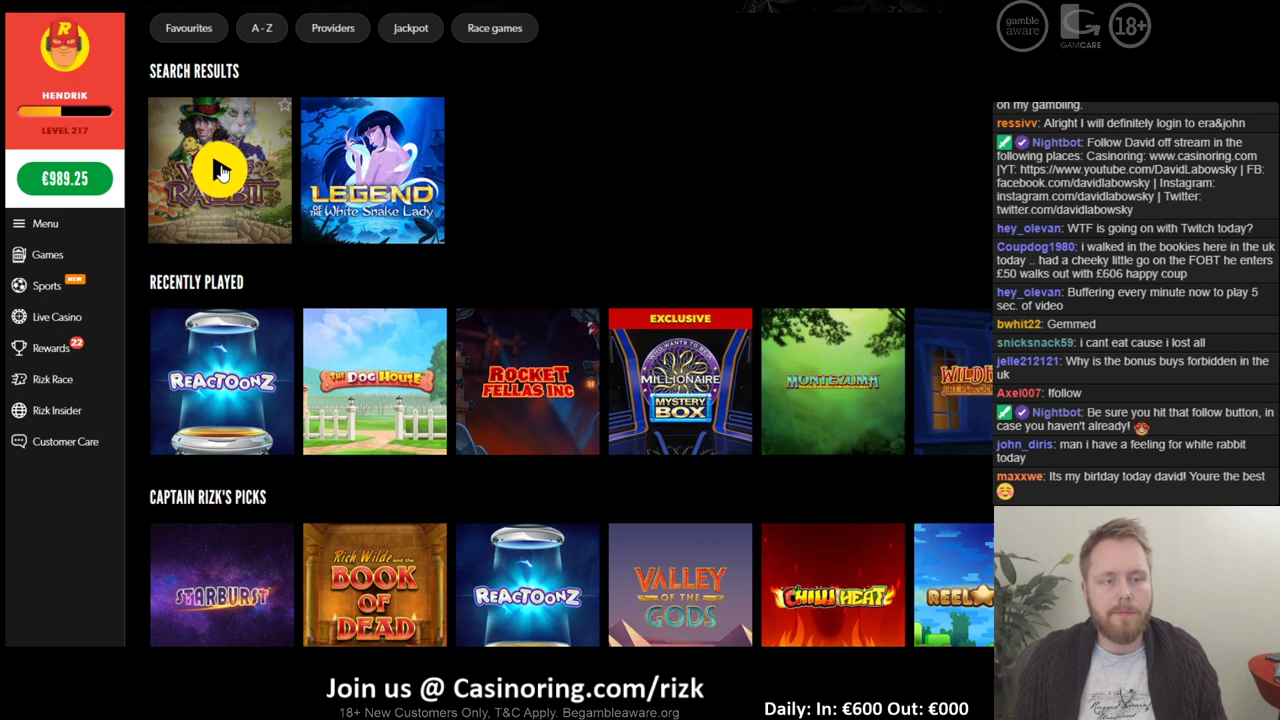 R
HENDRIK
LEVEL 217
€989.25
Menu
Games
Sports NEW
Live Casino
Rewards 22
Rizk Race
Rizk Insider
Customer Care
Favourites
A - Z
Providers
Jackpot
Race games
SEARCH RESULTS
RABBIT
LEGEND
OF THE White Snake Lady
RECENTLY PLAYED
REACTOONZ
THE DOG HOUSE
ROCKET
FELLAS INC
EXCLUSIVE
WHO WANTS TO BE A
MILLIONAIRE
MYSTERY
BOX
MONTEZUMA
CAPTAIN RIZK'S PICKS
STARBURST
Rich Wilde and the
BOOK
OF
DEAD
REACTOONZ
VALLEY
OF THE
GODS
CHILLI HEAT
REEL
gamble
aware
GAMCARE
18+
on my gambling.
ressivv: Alright I will definitely login to era&john
Nightbot: Follow David off stream in the
following places: Casinoring: www.casinoring.com
|YT: https://www.youtube.com/DavidLabowsky | FB:
facebook.com/davidlabowsky | Instagram:
instagram.com/davidlabowsky | Twitter:
twitter.com/davidlabowsky
hey_olevan: WTF is going on with Twitch today?
Coupdog1980: i walked in the bookies here in the uk
today .. had a cheeky little go on the FOBT he enters
£50 walks out with £606 happy coup
hey_olevan: Buffering every minute now to play 5
sec. of video
bwhit22: Gemmed
snicksnack59: i cant eat cause i lost all
jelle212121: Why is the bonus buys forbidden in the
uk
Axel007: !follow
Nightbot: Be sure you hit that follow button, in
case you haven't already!
john_diris: man i have a feeling for white rabbit
today
maxxwe: Its my birtday today david! Youre the best
Join us @ Casinoring.com/rizk
18+ New Customers Only, T&C Apply. Begambleaware.org
Daily: In: €600 Out: €000